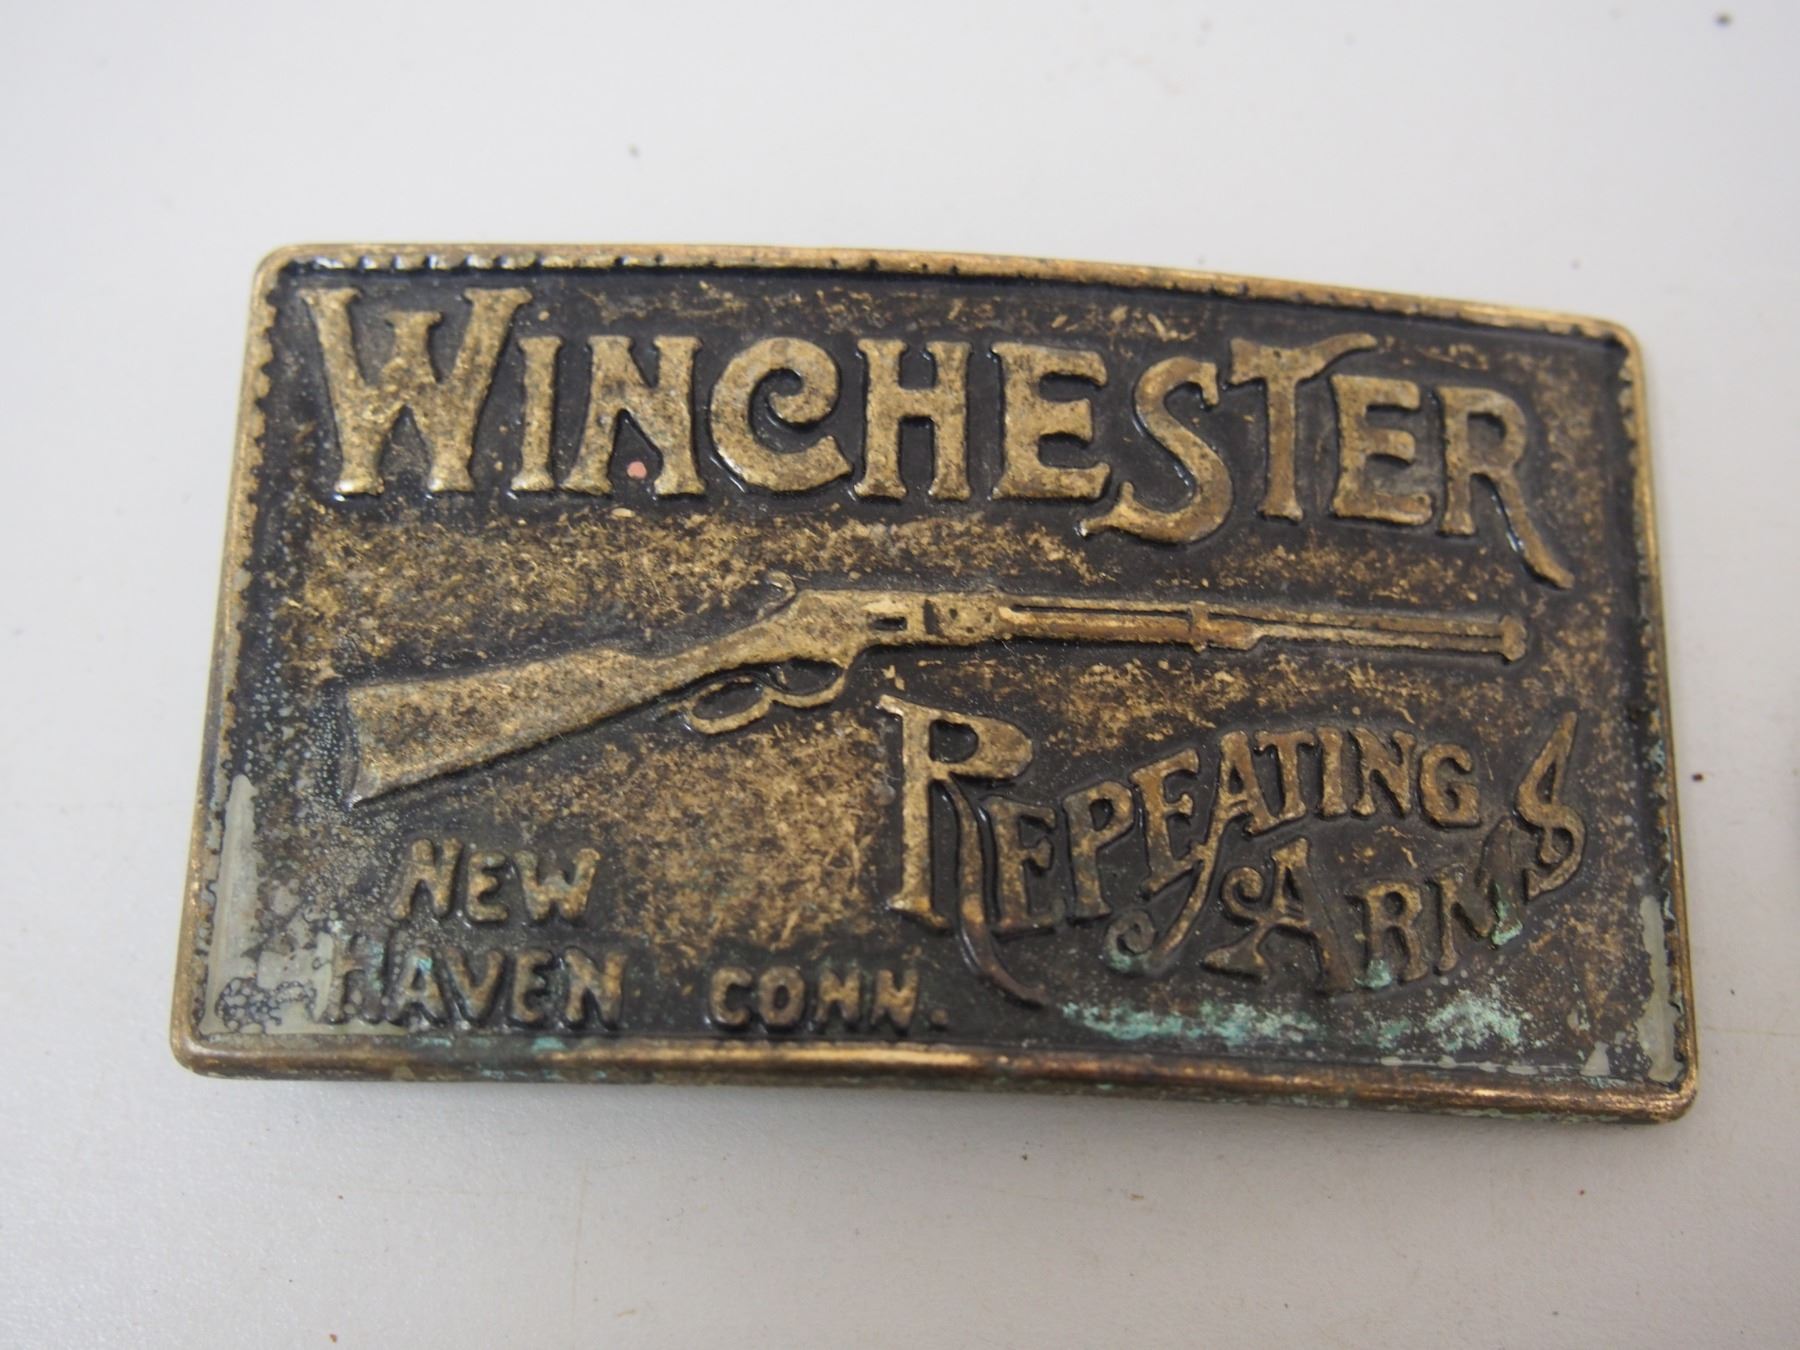 WINCHESTER
REPEATING
ARMS
NEW
HAVEN CONN.